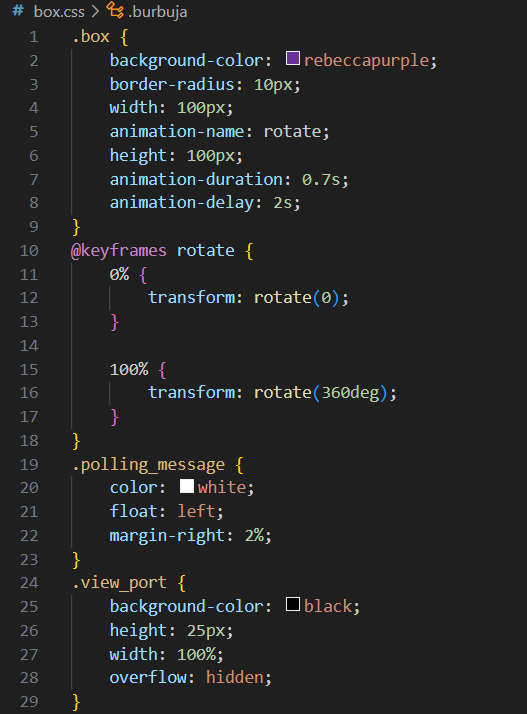 # box.css > .burbuja
1 .box {
2     background-color: rebeccapurple;
3     border-radius: 10px;
4     width: 100px;
5     animation-name: rotate;
6     height: 100px;
7     animation-duration: 0.7s;
8     animation-delay: 2s;
9 }
10 @keyframes rotate {
11     0% {
12         transform: rotate(0);
13     }
14
15     100% {
16         transform: rotate(360deg);
17     }
18 }
19 .polling_message {
20     color: white;
21     float: left;
22     margin-right: 2%;
23 }
24 .view_port {
25     background-color: black;
26     height: 25px;
27     width: 100%;
28     overflow: hidden;
29 }